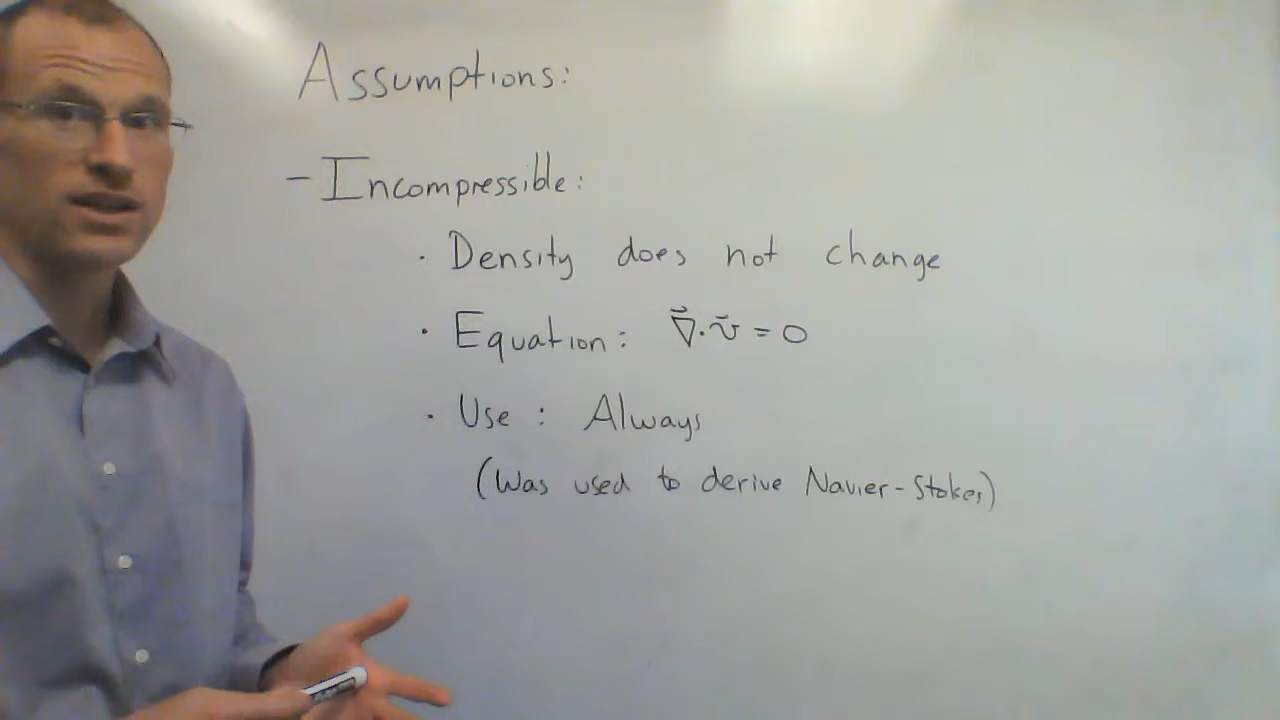 Assumptions:
- Incompressible:
· Density does not change
· Equation: ∇⃗·v⃗ = 0
· Use : Always
(Was used to derive Navier-Stokes)